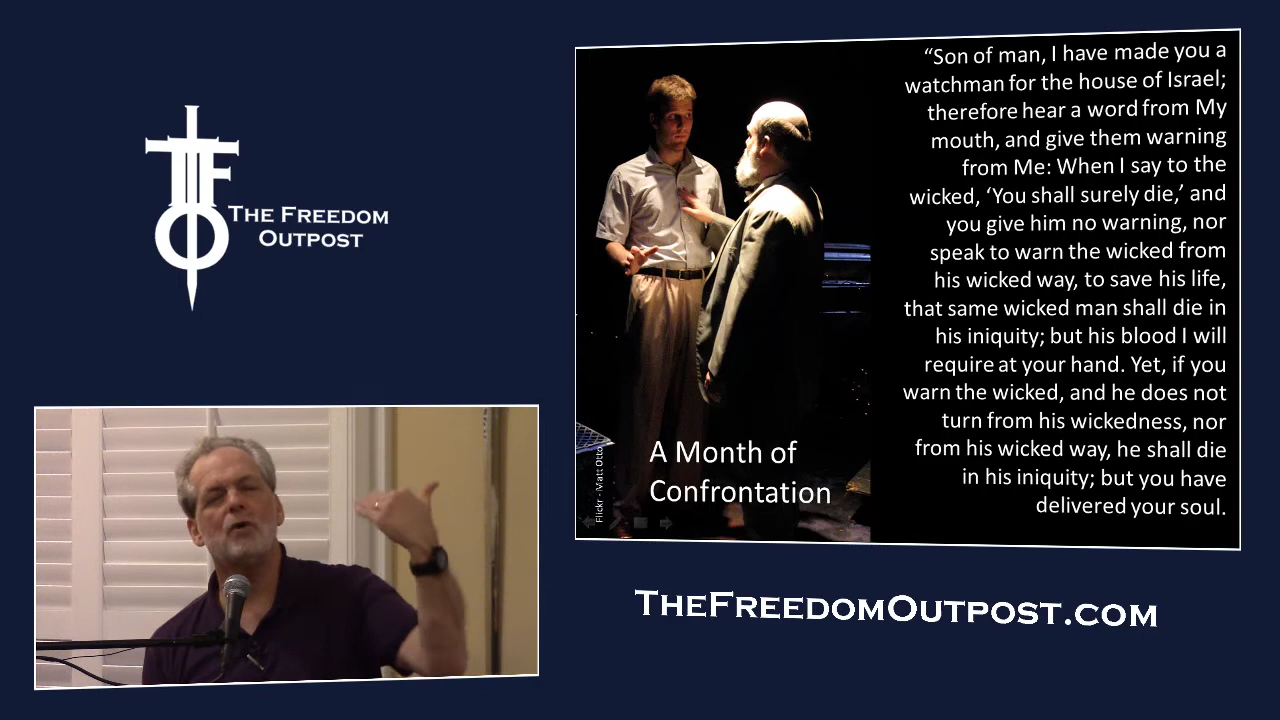 THE FREEDOM
OUTPOST
“Son of man, I have made you a
watchman for the house of Israel;
therefore hear a word from My
mouth, and give them warning
from Me: When I say to the
wicked, ‘You shall surely die,’ and
you give him no warning, nor
speak to warn the wicked from
his wicked way, to save his life,
that same wicked man shall die in
his iniquity; but his blood I will
require at your hand. Yet, if you
warn the wicked, and he does not
turn from his wickedness, nor
from his wicked way, he shall die
in his iniquity; but you have
delivered your soul.
A Month of
Confrontation
Flickr - Matt Otto
THEFREEDOMOUTPOST.COM